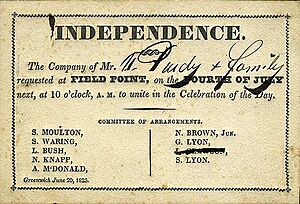 INDEPENDENCE.
The Company of Mr. Purdy & family
requested at FIELD POINT, on the FOURTH OF JULY
next, at 10 o'clock, A. M. to unite in the Celebration of the Day.
COMMITTEE OF ARRANGEMENTS.
S. MOULTON,
S. WARING,
L. BUSH,
N. KNAPP,
A. McDONALD,
N. BROWN, JUN.
G. LYON,
S. LYON.
Greenwich June 20, 1825.